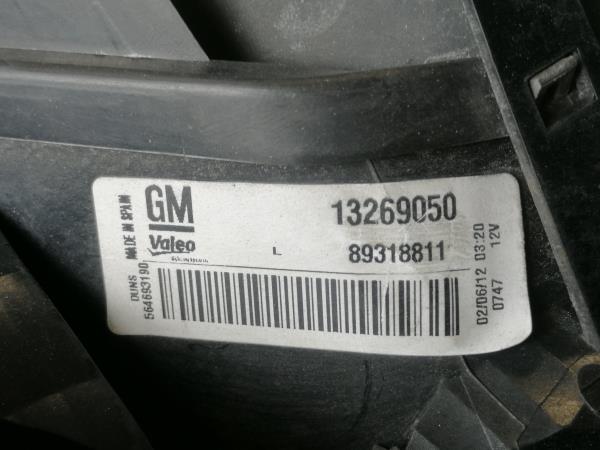 DUNS
564693190
MADE IN SPAIN
GM
Valeo
L
13269050
89318811
02/06/12 03:20
0747 12V